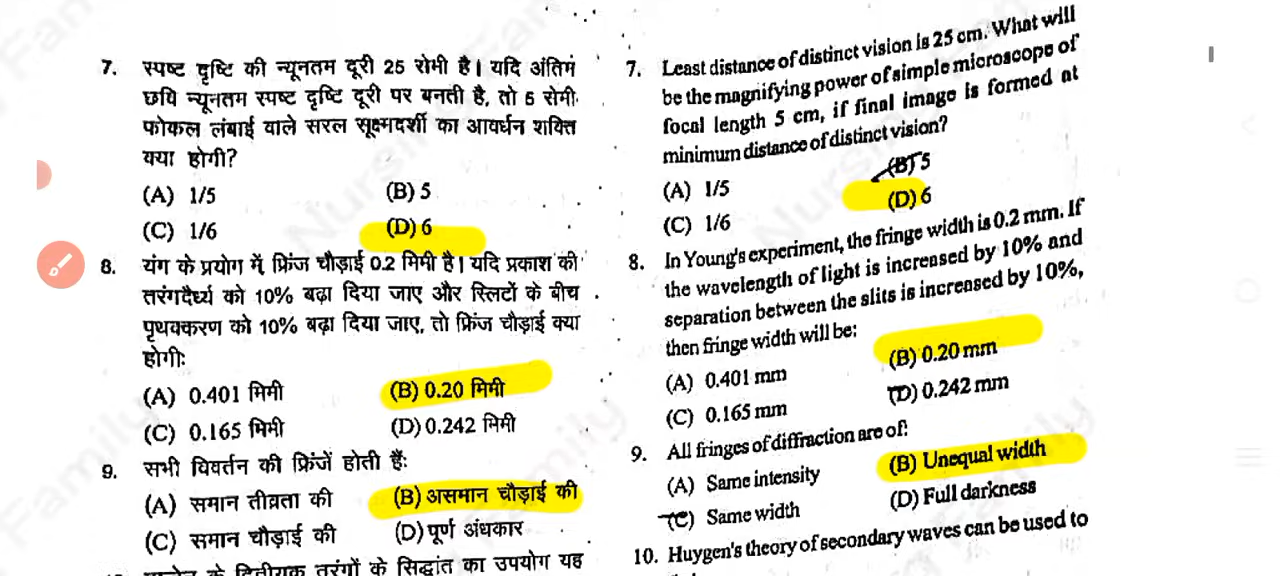 7. स्पष्ट दृष्टि की न्यूनतम दूरी 25 सेमी है। यदि अंतिम
छवि न्यूनतम स्पष्ट दृष्टि दूरी पर बनती है, तो 5 सेमी
फोकल लंबाई वाले सरल सूक्ष्मदर्शी का आवर्धन शक्ति
क्या होगी?
(A) 1/5 (B) 5
(C) 1/6 (D) 6
8. यंग के प्रयोग में फ्रिंज चौड़ाई 0.2 मिमी है। यदि प्रकाश की
तरंगदैर्ध्य को 10% बढ़ा दिया जाए और स्लिटों के बीच
पृथक्करण को 10% बढ़ा दिया जाए, तो फ्रिंज चौड़ाई क्या
होगी:
(A) 0.401 मिमी (B) 0.20 मिमी
(C) 0.165 मिमी (D) 0.242 मिमी
9. सभी विवर्तन की फ्रिंजें होती हैं:
(A) समान तीव्रता की (B) असमान चौड़ाई की
(C) समान चौड़ाई की (D) पूर्ण अंधकार
के द्वितीयक तरंगों के सिद्धांत का उपयोग यह
7. Least distance of distinct vision is 25 cm. What will
be the magnifying power of simple microscope of
focal length 5 cm, if final image is formed at
minimum distance of distinct vision?
(A) 1/5 (B) 5
(C) 1/6 (D) 6
8. In Young's experiment, the fringe width is 0.2 mm. If
the wavelength of light is increased by 10% and
separation between the slits is increased by 10%,
then fringe width will be:
(A) 0.401 mm (B) 0.20 mm
(C) 0.165 mm (D) 0.242 mm
9. All fringes of diffraction are of:
(A) Same intensity (B) Unequal width
(C) Same width (D) Full darkness
10. Huygen's theory of secondary waves can be used to